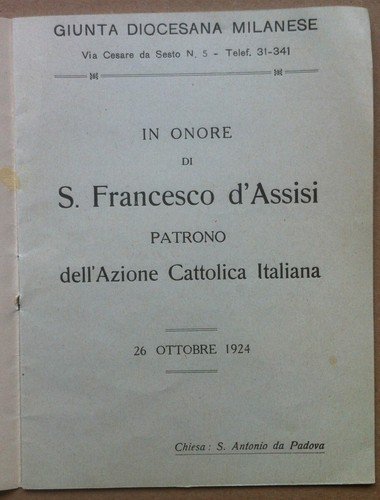 GIUNTA DIOCESANA MILANESE
Via Cesare da Sesto N. 5 - Telef. 31-341
IN ONORE
DI
S. Francesco d'Assisi
PATRONO
dell'Azione Cattolica Italiana
26 OTTOBRE 1924
Chiesa: S. Antonio da Padova